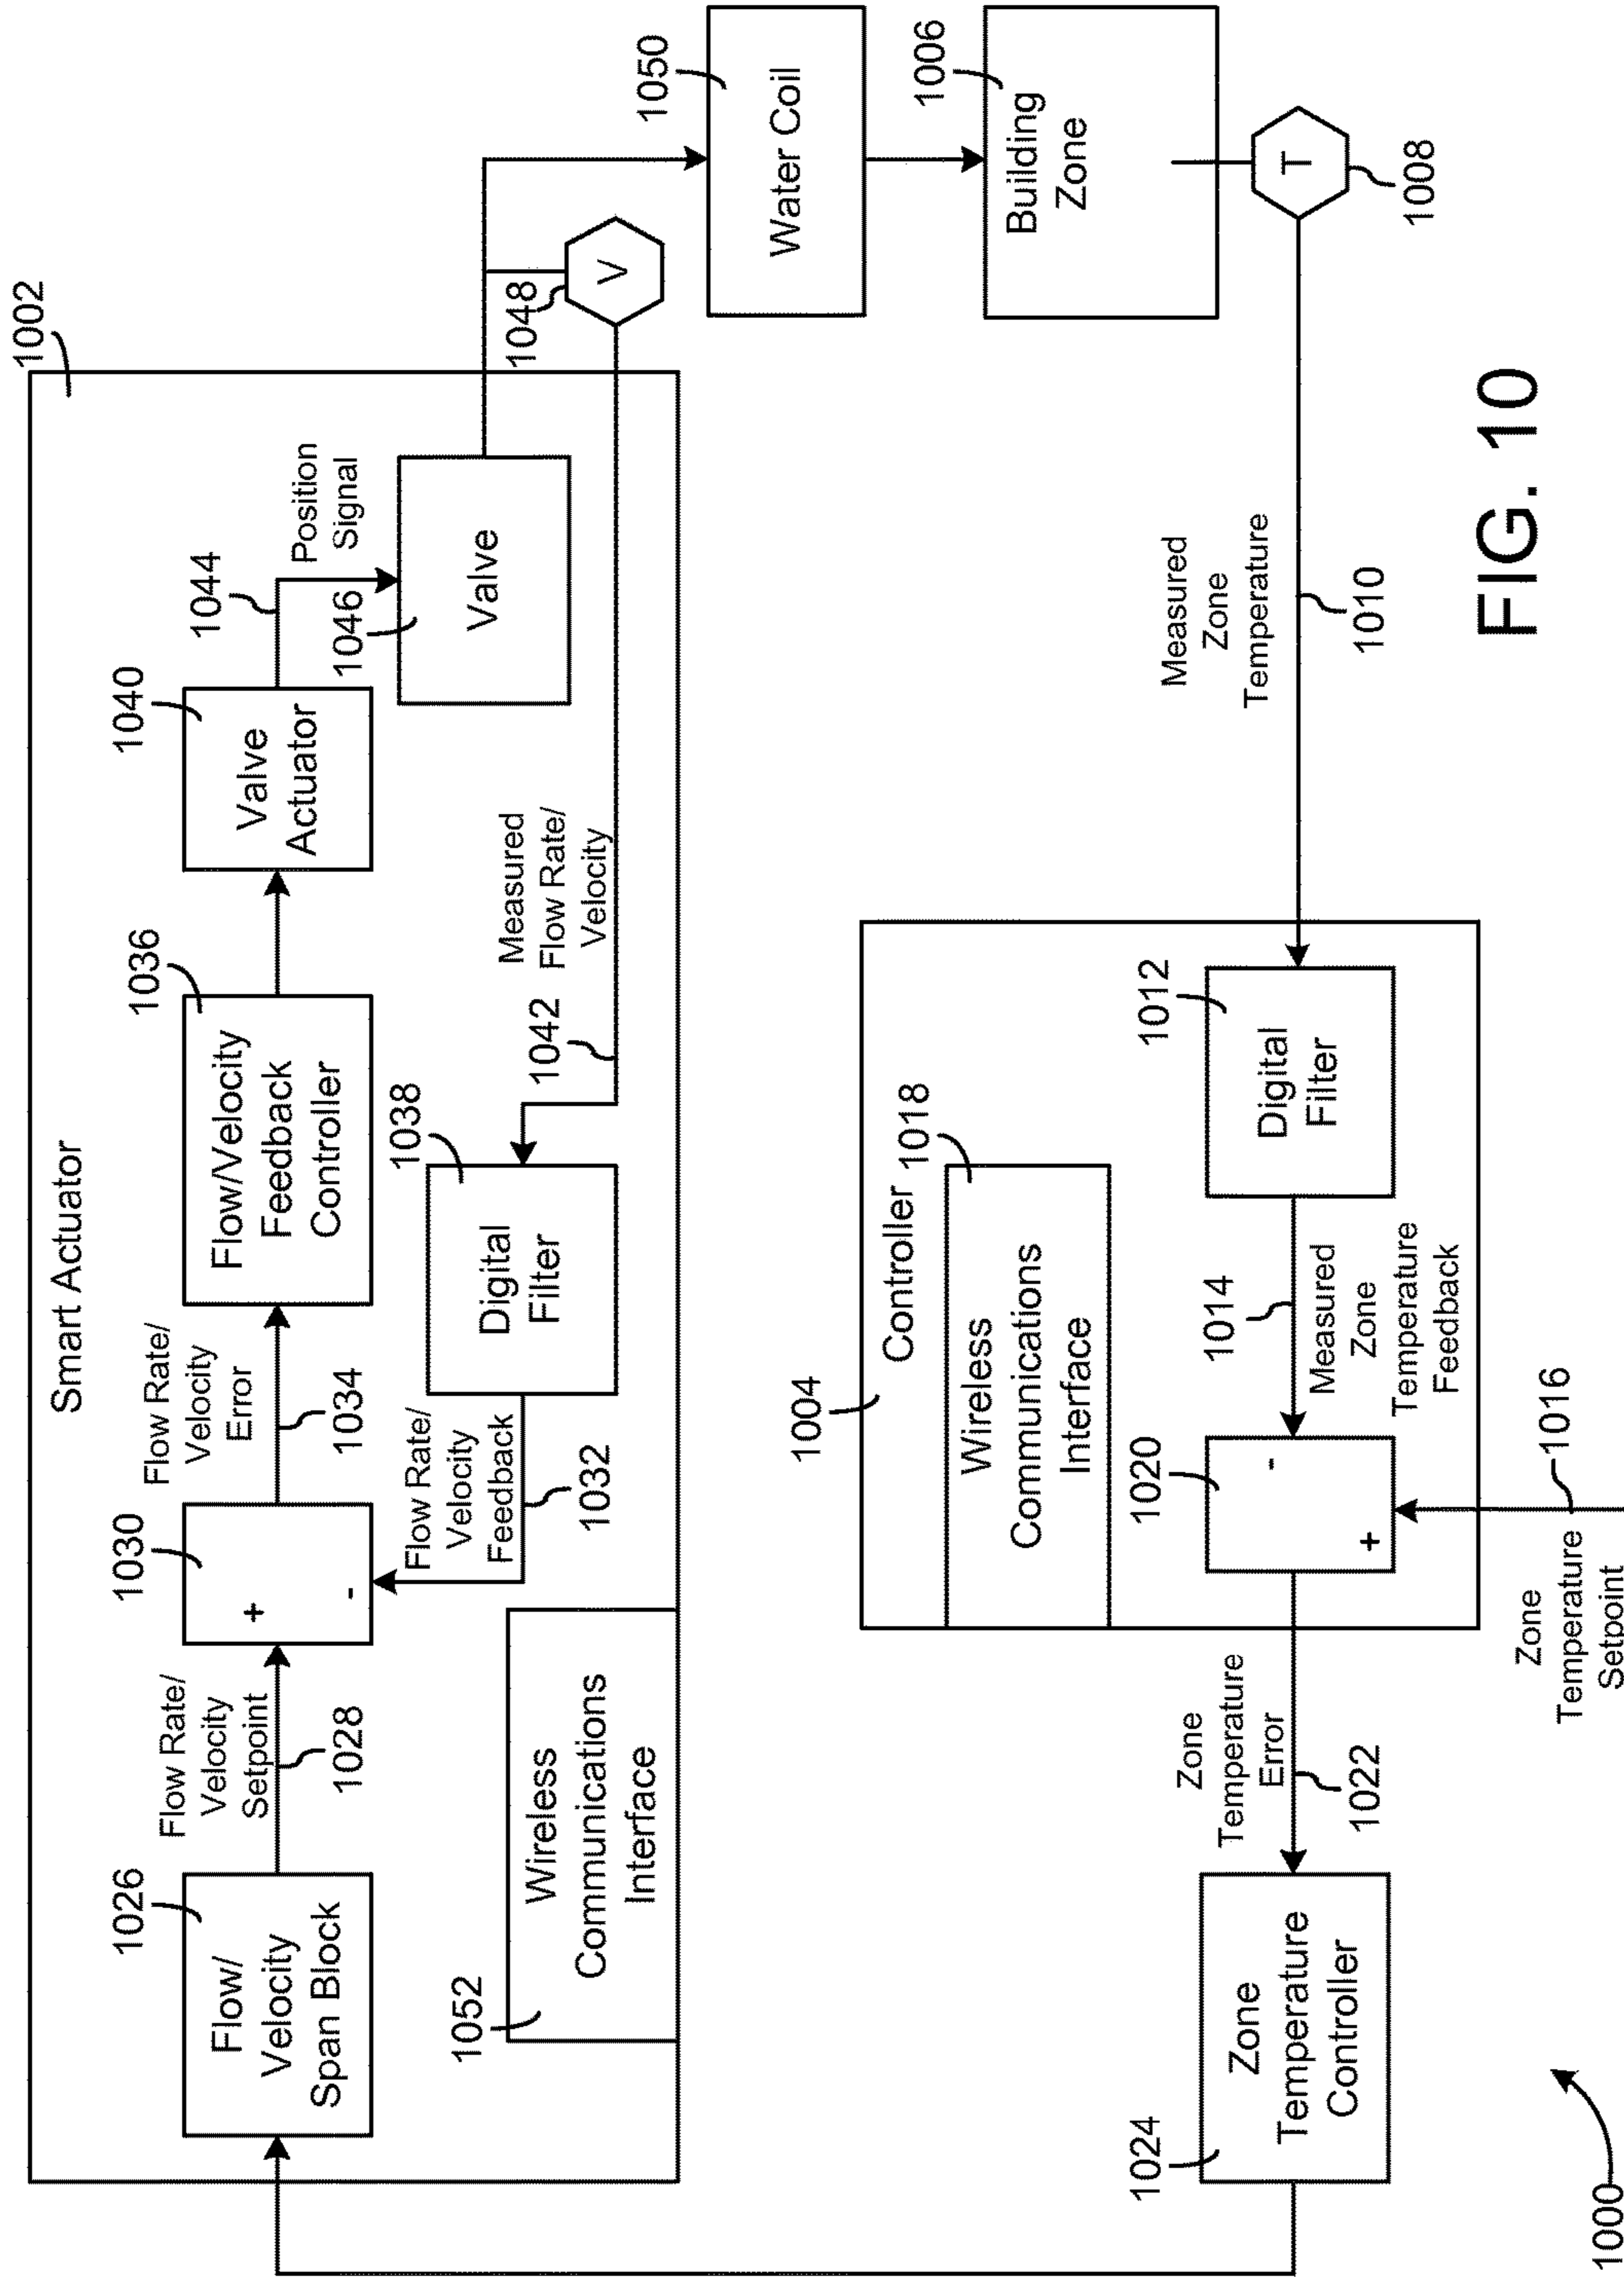 1002
Smart Actuator
1026
Flow/
Velocity
Span Block
Flow Rate/
Velocity
Setpoint
1028
1030
+
-
Flow Rate/
Velocity
Error
1034
1036
Flow/Velocity
Feedback
Controller
1040
Valve
Actuator
1044
Position
Signal
1046
Valve
1052
Wireless
Communications
Interface
Flow Rate/
Velocity
Feedback
1032
1038
Digital
Filter
1042
Measured
Flow Rate/
Velocity
1048
V
1050
Water Coil
1006
Building
Zone
T
1008
1004
Controller
1018
Wireless
Communications
Interface
1012
Digital
Filter
Measured
Zone
Temperature
1010
1014
Measured
Zone
Temperature
Feedback
1020
-
+
1016
Zone
Temperature
Setpoint
Zone
Temperature
Error
1022
1024
Zone
Temperature
Controller
1000
FIG. 10